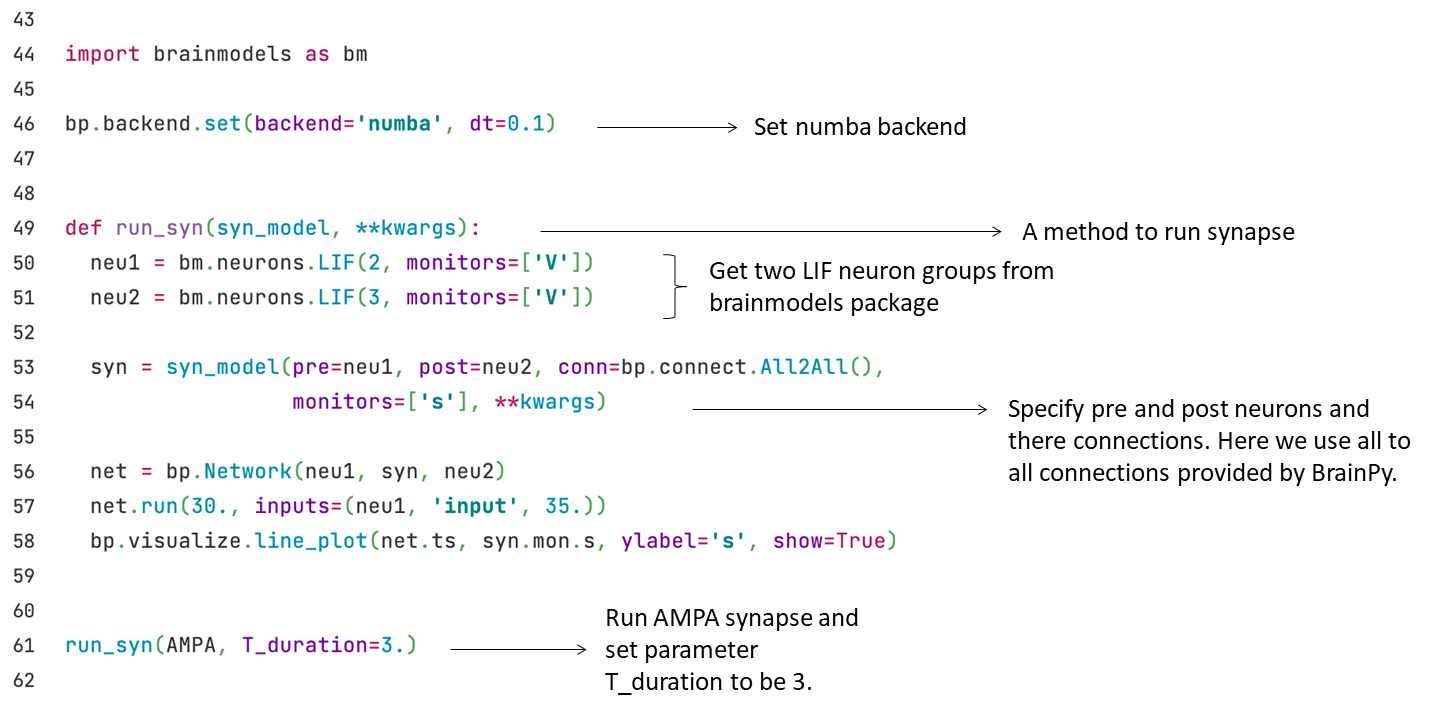 43
44 import brainmodels as bm
45
46 bp.backend.set(backend='numba', dt=0.1)
Set numba backend
47
48
49 def run_syn(syn_model, **kwargs):
A method to run synapse
50   neu1 = bm.neurons.LIF(2, monitors=['V'])
51   neu2 = bm.neurons.LIF(3, monitors=['V'])
Get two LIF neuron groups from
brainmodels package
52
53   syn = syn_model(pre=neu1, post=neu2, conn=bp.connect.All2All(),
54                   monitors=['s'], **kwargs)
Specify pre and post neurons and
there connections. Here we use all to
all connections provided by BrainPy.
55
56   net = bp.Network(neu1, syn, neu2)
57   net.run(30., inputs=(neu1, 'input', 35.))
58   bp.visualize.line_plot(net.ts, syn.mon.s, ylabel='s', show=True)
59
60
61 run_syn(AMPA, T_duration=3.)
Run AMPA synapse and
set parameter
T_duration to be 3.
62